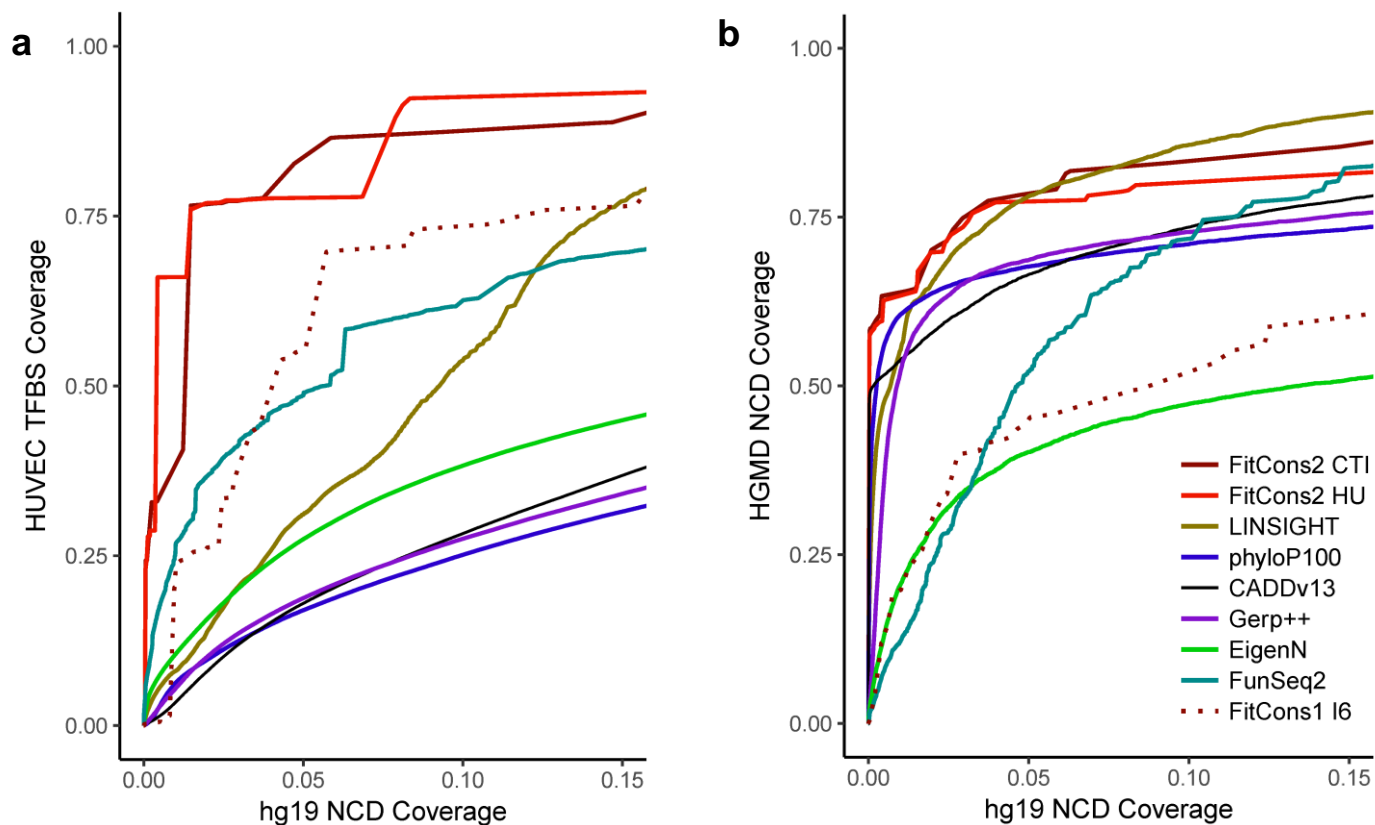 a
HUVEC TFBS Coverage
1.00
0.75
0.50
0.25
0.00
0.00
0.05
0.10
0.15
hg19 NCD Coverage
b
HGMD NCD Coverage
1.00
0.75
0.50
0.25
0.00
0.00
0.05
0.10
0.15
hg19 NCD Coverage
FitCons2 CTI
FitCons2 HU
LINSIGHT
phyloP100
CADDv13
Gerp++
EigenN
FunSeq2
FitCons1 I6